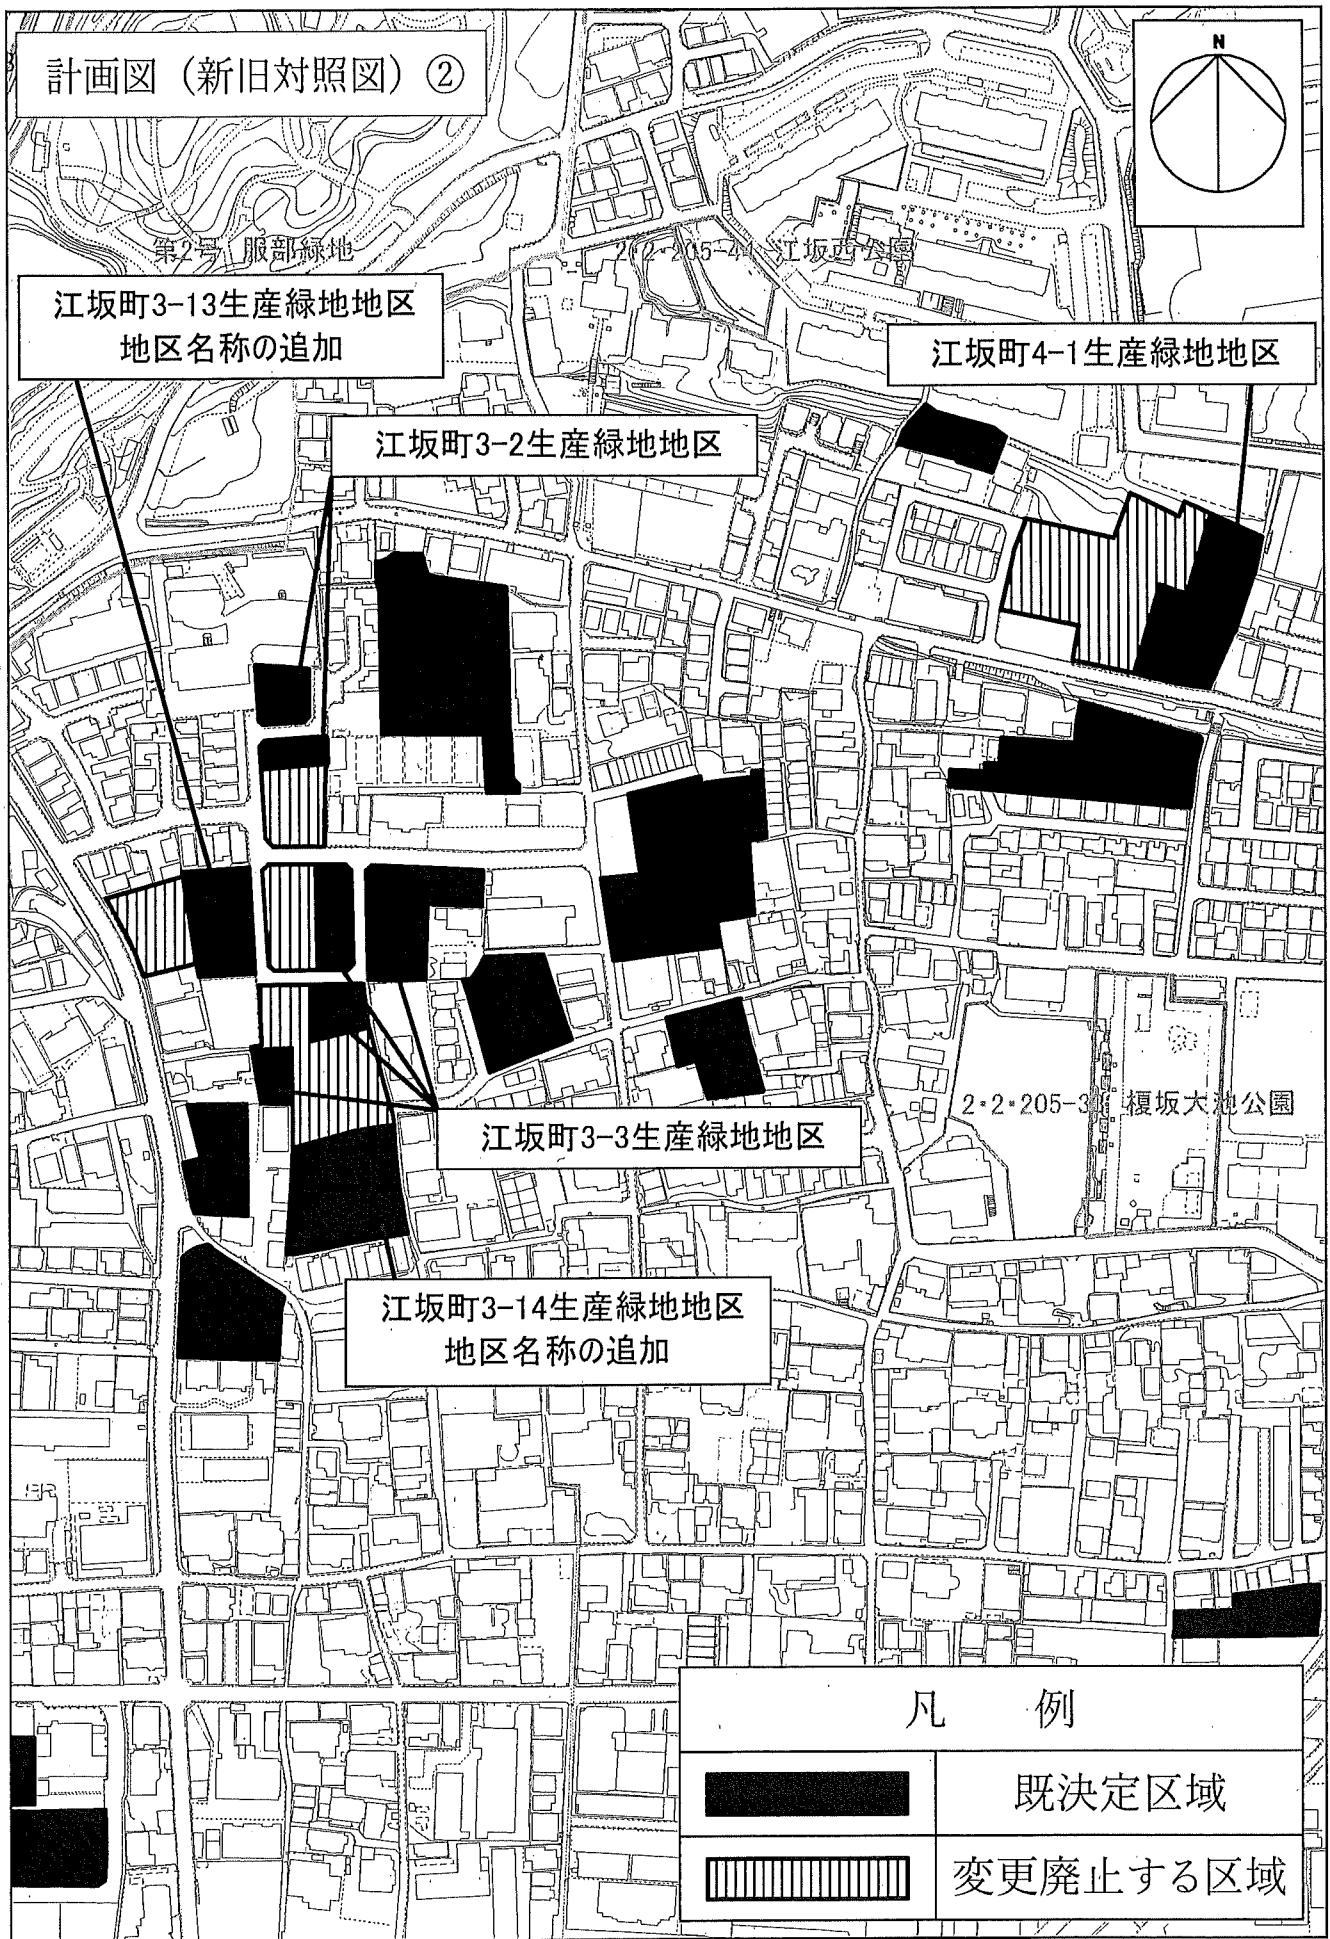 計画図（新旧対照図）②
N
第2号 服部緑地
2・2・205-44 江坂西公園
江坂町3-13生産緑地地区
地区名称の追加
江坂町4-1生産緑地地区
江坂町3-2生産緑地地区
榎坂大池公園
江坂町3-3生産緑地地区
江坂町3-14生産緑地地区
地区名称の追加
凡 例
既決定区域
変更廃止する区域